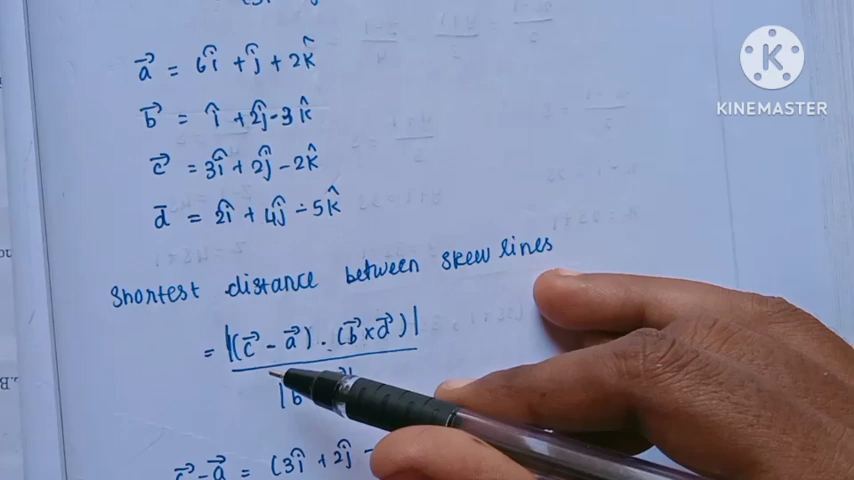 a⃗ = 6î + ĵ + 2k̂
b⃗ = î + 2ĵ - 3k̂
c⃗ = 3î + 2ĵ - 2k̂
d⃗ = 2î + 4ĵ - 5k̂
Shortest distance between skew lines
= |(c⃗ - a⃗) . (b⃗ × d⃗)|
|b
c⃗ - a⃗ = (3î + 2ĵ -
KINEMASTER